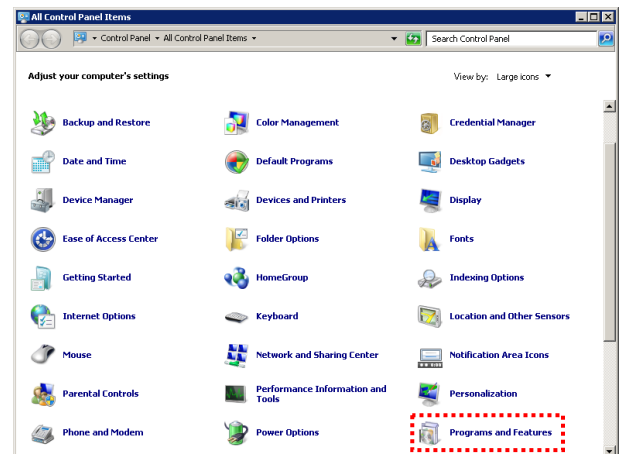 All Control Panel Items
Control Panel All Control Panel Items Search Control Panel
Adjust your computer's settings View by: Large icons
Backup and Restore Color Management Credential Manager
Date and Time Default Programs Desktop Gadgets
Device Manager Devices and Printers Display
Ease of Access Center Folder Options Fonts
Getting Started HomeGroup Indexing Options
Internet Options Keyboard Location and Other Sensors
Mouse Network and Sharing Center Notification Area Icons
Parental Controls Performance Information and Tools Personalization
Phone and Modem Power Options Programs and Features